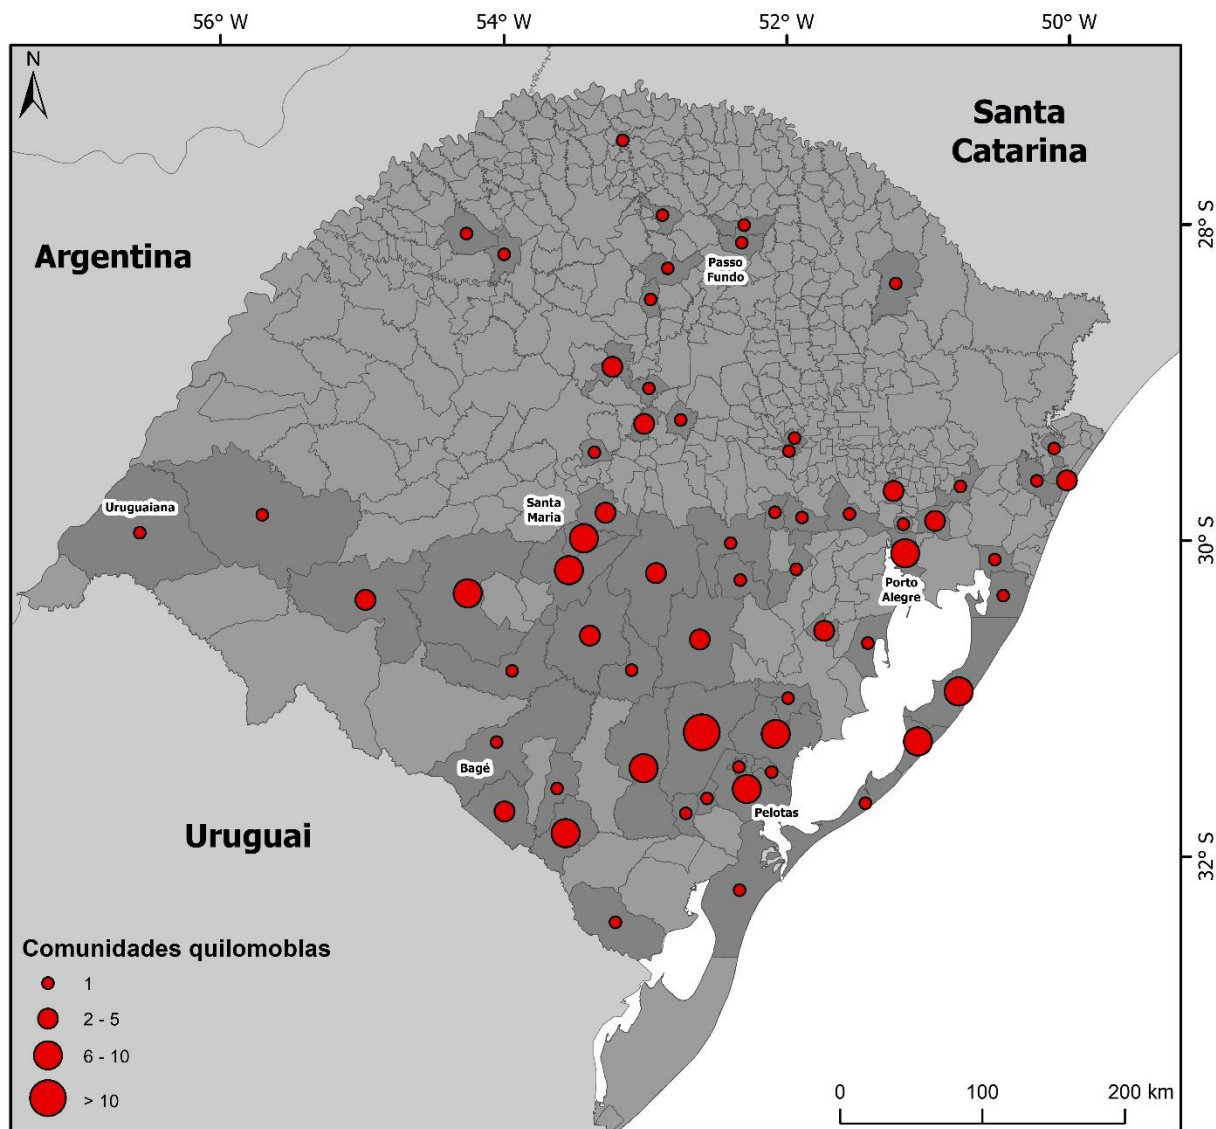 56° W
54° W
52° W
50° W
N
Santa
Catarina
Argentina
28° S
Passo
Fundo
Uruguaiana
Santa
Maria
30° S
Porto
Alegre
Bagé
Pelotas
Uruguai
32° S
Comunidades quilomoblas
1
2 - 5
6 - 10
> 10
0
100
200 km